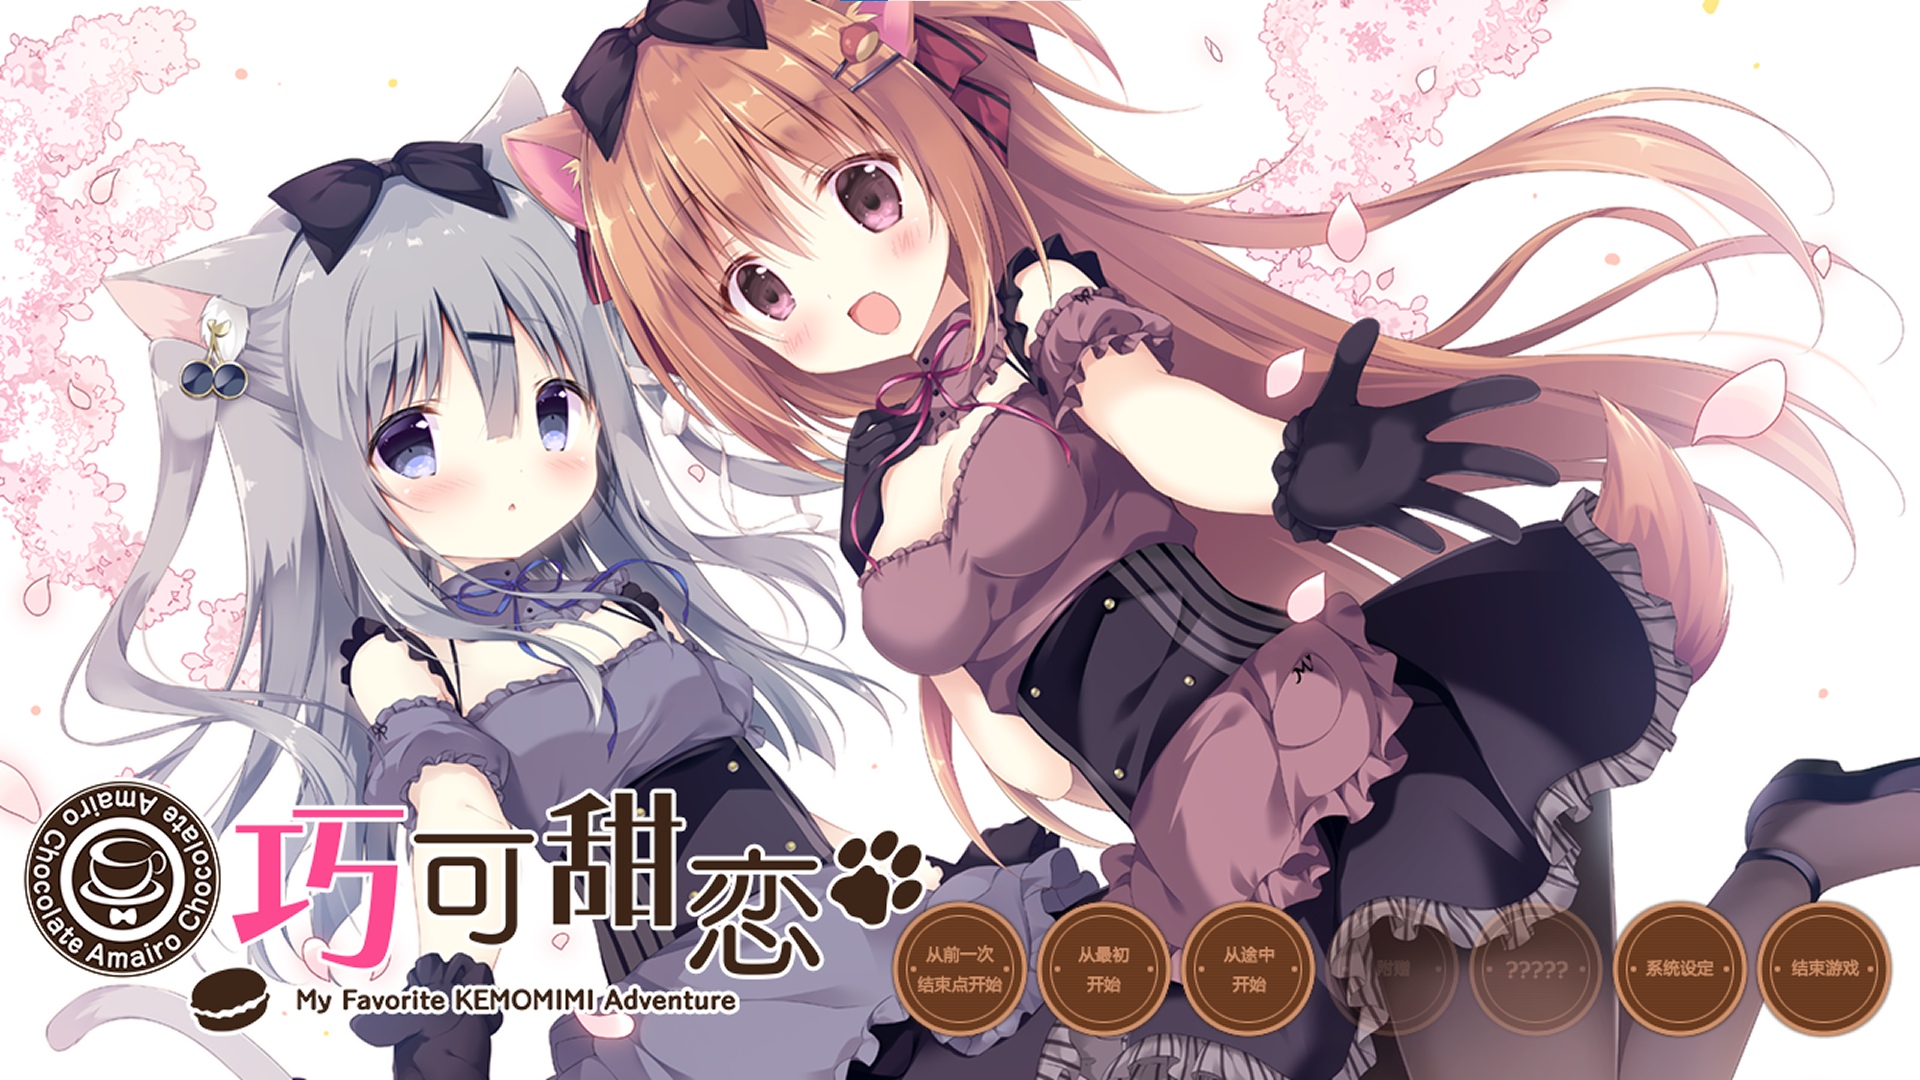 Chocolate Amairo Chocolate Amairo
巧可甜恋
My Favorite KEMOMIMI Adventure
从前一次
结束点开始
从最初
开始
从途中
开始
附赠
?????
系统设定
结束游戏